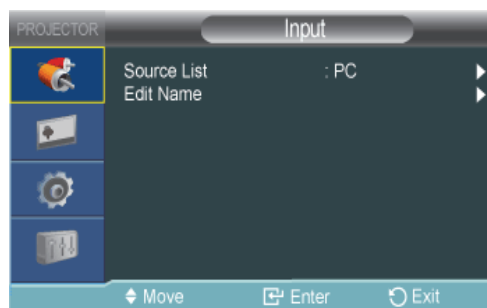 PROJECTOR
Input
Source List : PC
Edit Name
Move Enter Exit